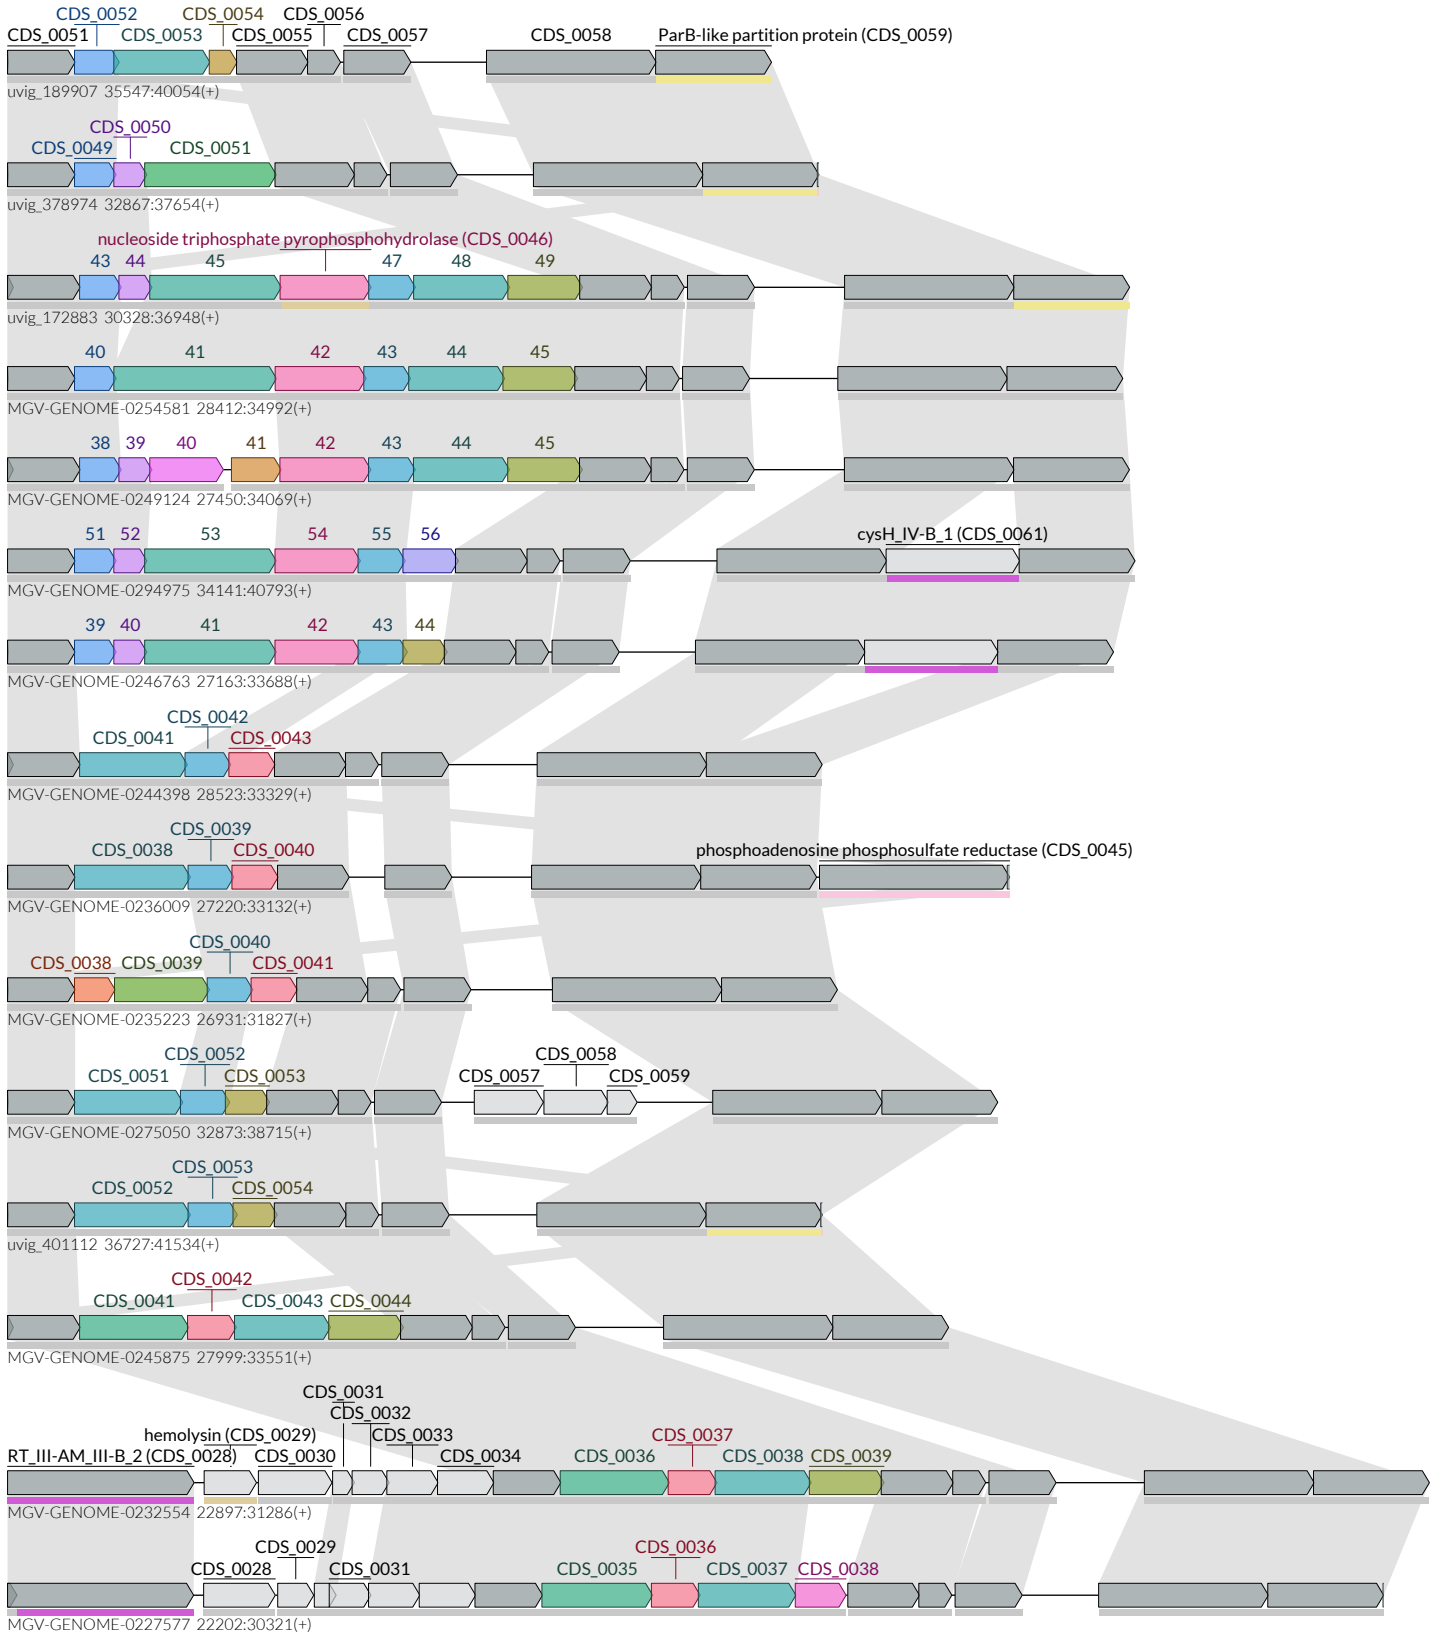 CDS_0052 CDS_0054 CDS_0056
CDS_0051 CDS_0053 CDS_0055 CDS_0057 CDS_0058 ParB-like partition protein (CDS_0059)
uvig_189907 35547:40054(+)
CDS_0050
CDS_0049 CDS_0051
uvig_378974 32867:37654(+)
nucleoside triphosphate pyrophosphohydrolase (CDS_0046)
43 44 45 47 48 49
uvig_172883 30328:36948(+)
40 41 42 43 44 45
MGV-GENOME-0254581 28412:34992(+)
38 39 40 41 42 43 44 45
MGV-GENOME-0249124 27450:34069(+)
51 52 53 54 55 56 cysH_IV-B_1 (CDS_0061)
MGV-GENOME-0294975 34141:40793(+)
39 40 41 42 43 44
MGV-GENOME-0246763 27163:33688(+)
CDS_0042
CDS_0041 CDS_0043
MGV-GENOME-0244398 28523:33329(+)
CDS_0039
CDS_0038 CDS_0040 phosphoadenosine phosphosulfate reductase (CDS_0045)
MGV-GENOME-0236009 27220:33132(+)
CDS_0040
CDS_0038 CDS_0039 CDS_0041
MGV-GENOME-0235223 26931:31827(+)
CDS_0052 CDS_0058
CDS_0051 CDS_0053 CDS_0057 CDS_0059
MGV-GENOME-0275050 32873:38715(+)
CDS_0053
CDS_0052 CDS_0054
uvig_401112 36727:41534(+)
CDS_0042
CDS_0041 CDS_0043 CDS_0044
MGV-GENOME-0245875 27999:33551(+)
CDS_0031
CDS_0032
hemolysin (CDS_0029) CDS_0033 CDS_0037
RT_III-AM_III-B_2 (CDS_0028) CDS_0030 CDS_0034 CDS_0036 CDS_0038 CDS_0039
MGV-GENOME-0232554 22897:31286(+)
CDS_0029 CDS_0036
CDS_0028 CDS_0031 CDS_0035 CDS_0037 CDS_0038
MGV-GENOME-0227577 22202:30321(+)